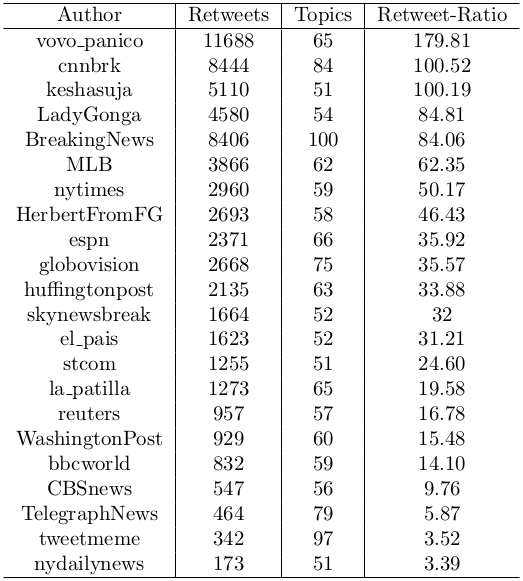 Author Retweets Topics Retweet-Ratio
vovo_panico 11688 65 179.81
cnnbrk 8444 84 100.52
keshasuja 5110 51 100.19
LadyGonga 4580 54 84.81
BreakingNews 8406 100 84.06
MLB 3866 62 62.35
nytimes 2960 59 50.17
HerbertFromFG 2693 58 46.43
espn 2371 66 35.92
globovision 2668 75 35.57
huffingtonpost 2135 63 33.88
skynewsbreak 1664 52 32
el_pais 1623 52 31.21
stcom 1255 51 24.60
la_patilla 1273 65 19.58
reuters 957 57 16.78
WashingtonPost 929 60 15.48
bbcworld 832 59 14.10
CBSnews 547 56 9.76
TelegraphNews 464 79 5.87
tweetmeme 342 97 3.52
nydailynews 173 51 3.39